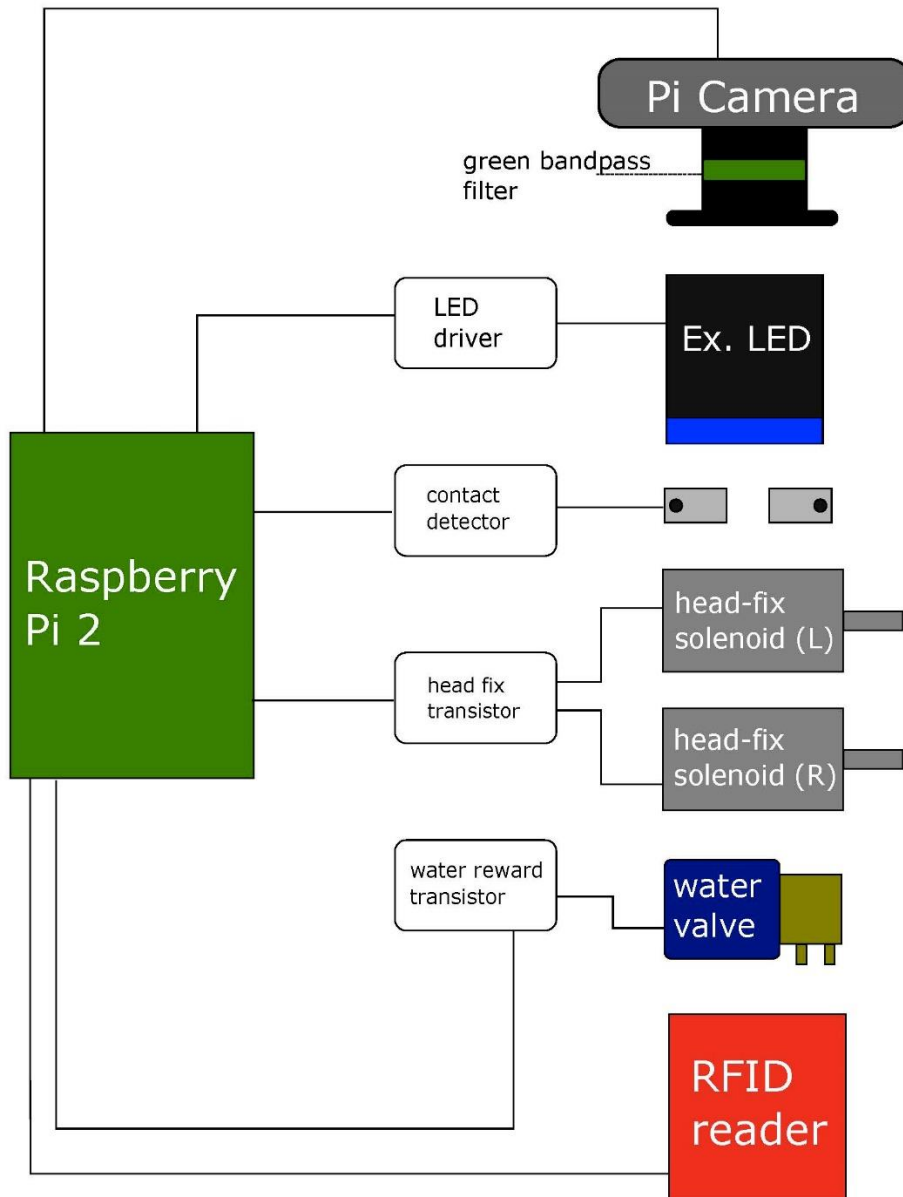 Pi Camera
green bandpass
filter
LED
driver
Ex. LED
contact
detector
Raspberry
Pi 2
head fix
transistor
head-fix
solenoid (L)
head-fix
solenoid (R)
water reward
transistor
water
valve
RFID
reader